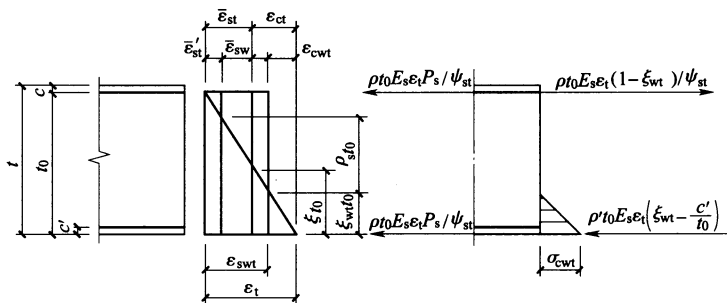 ε̄st εct
ε̄′st ε̄sw εcwt
c
t
t0
c′
ρst0
ξt0
ξwtt0
εswt
εt
ρt0EsεtPs/ψst
ρt0Esεt(1-ξwt)/ψst
ρt0EsεtPs/ψst
ρ′t0Esεt(ξwt-c′/t0)
σcwt